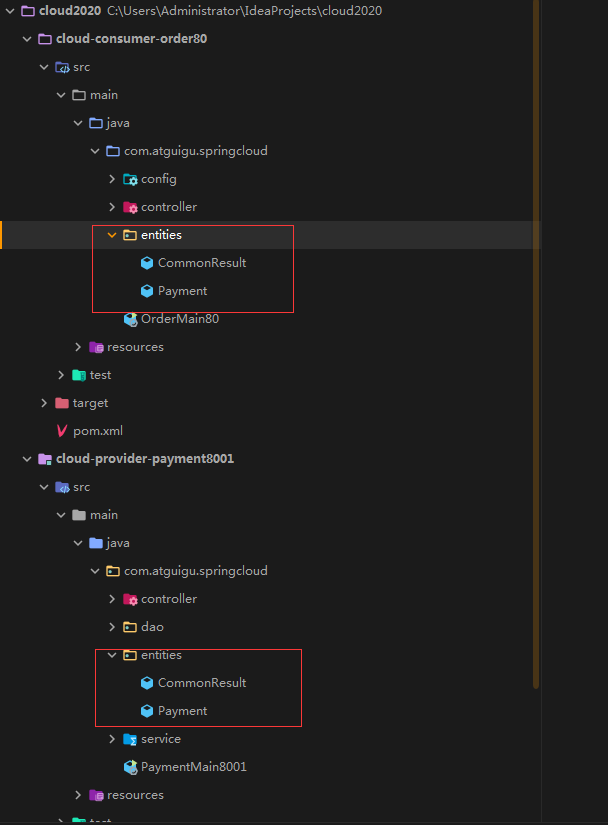 cloud2020 C:\Users\Administrator\IdeaProjects\cloud2020
cloud-consumer-order80
src
main
java
com.atguigu.springcloud
config
controller
entities
CommonResult
Payment
OrderMain80
resources
test
target
pom.xml
cloud-provider-payment8001
src
main
java
com.atguigu.springcloud
controller
dao
entities
CommonResult
Payment
service
PaymentMain8001
resources
test